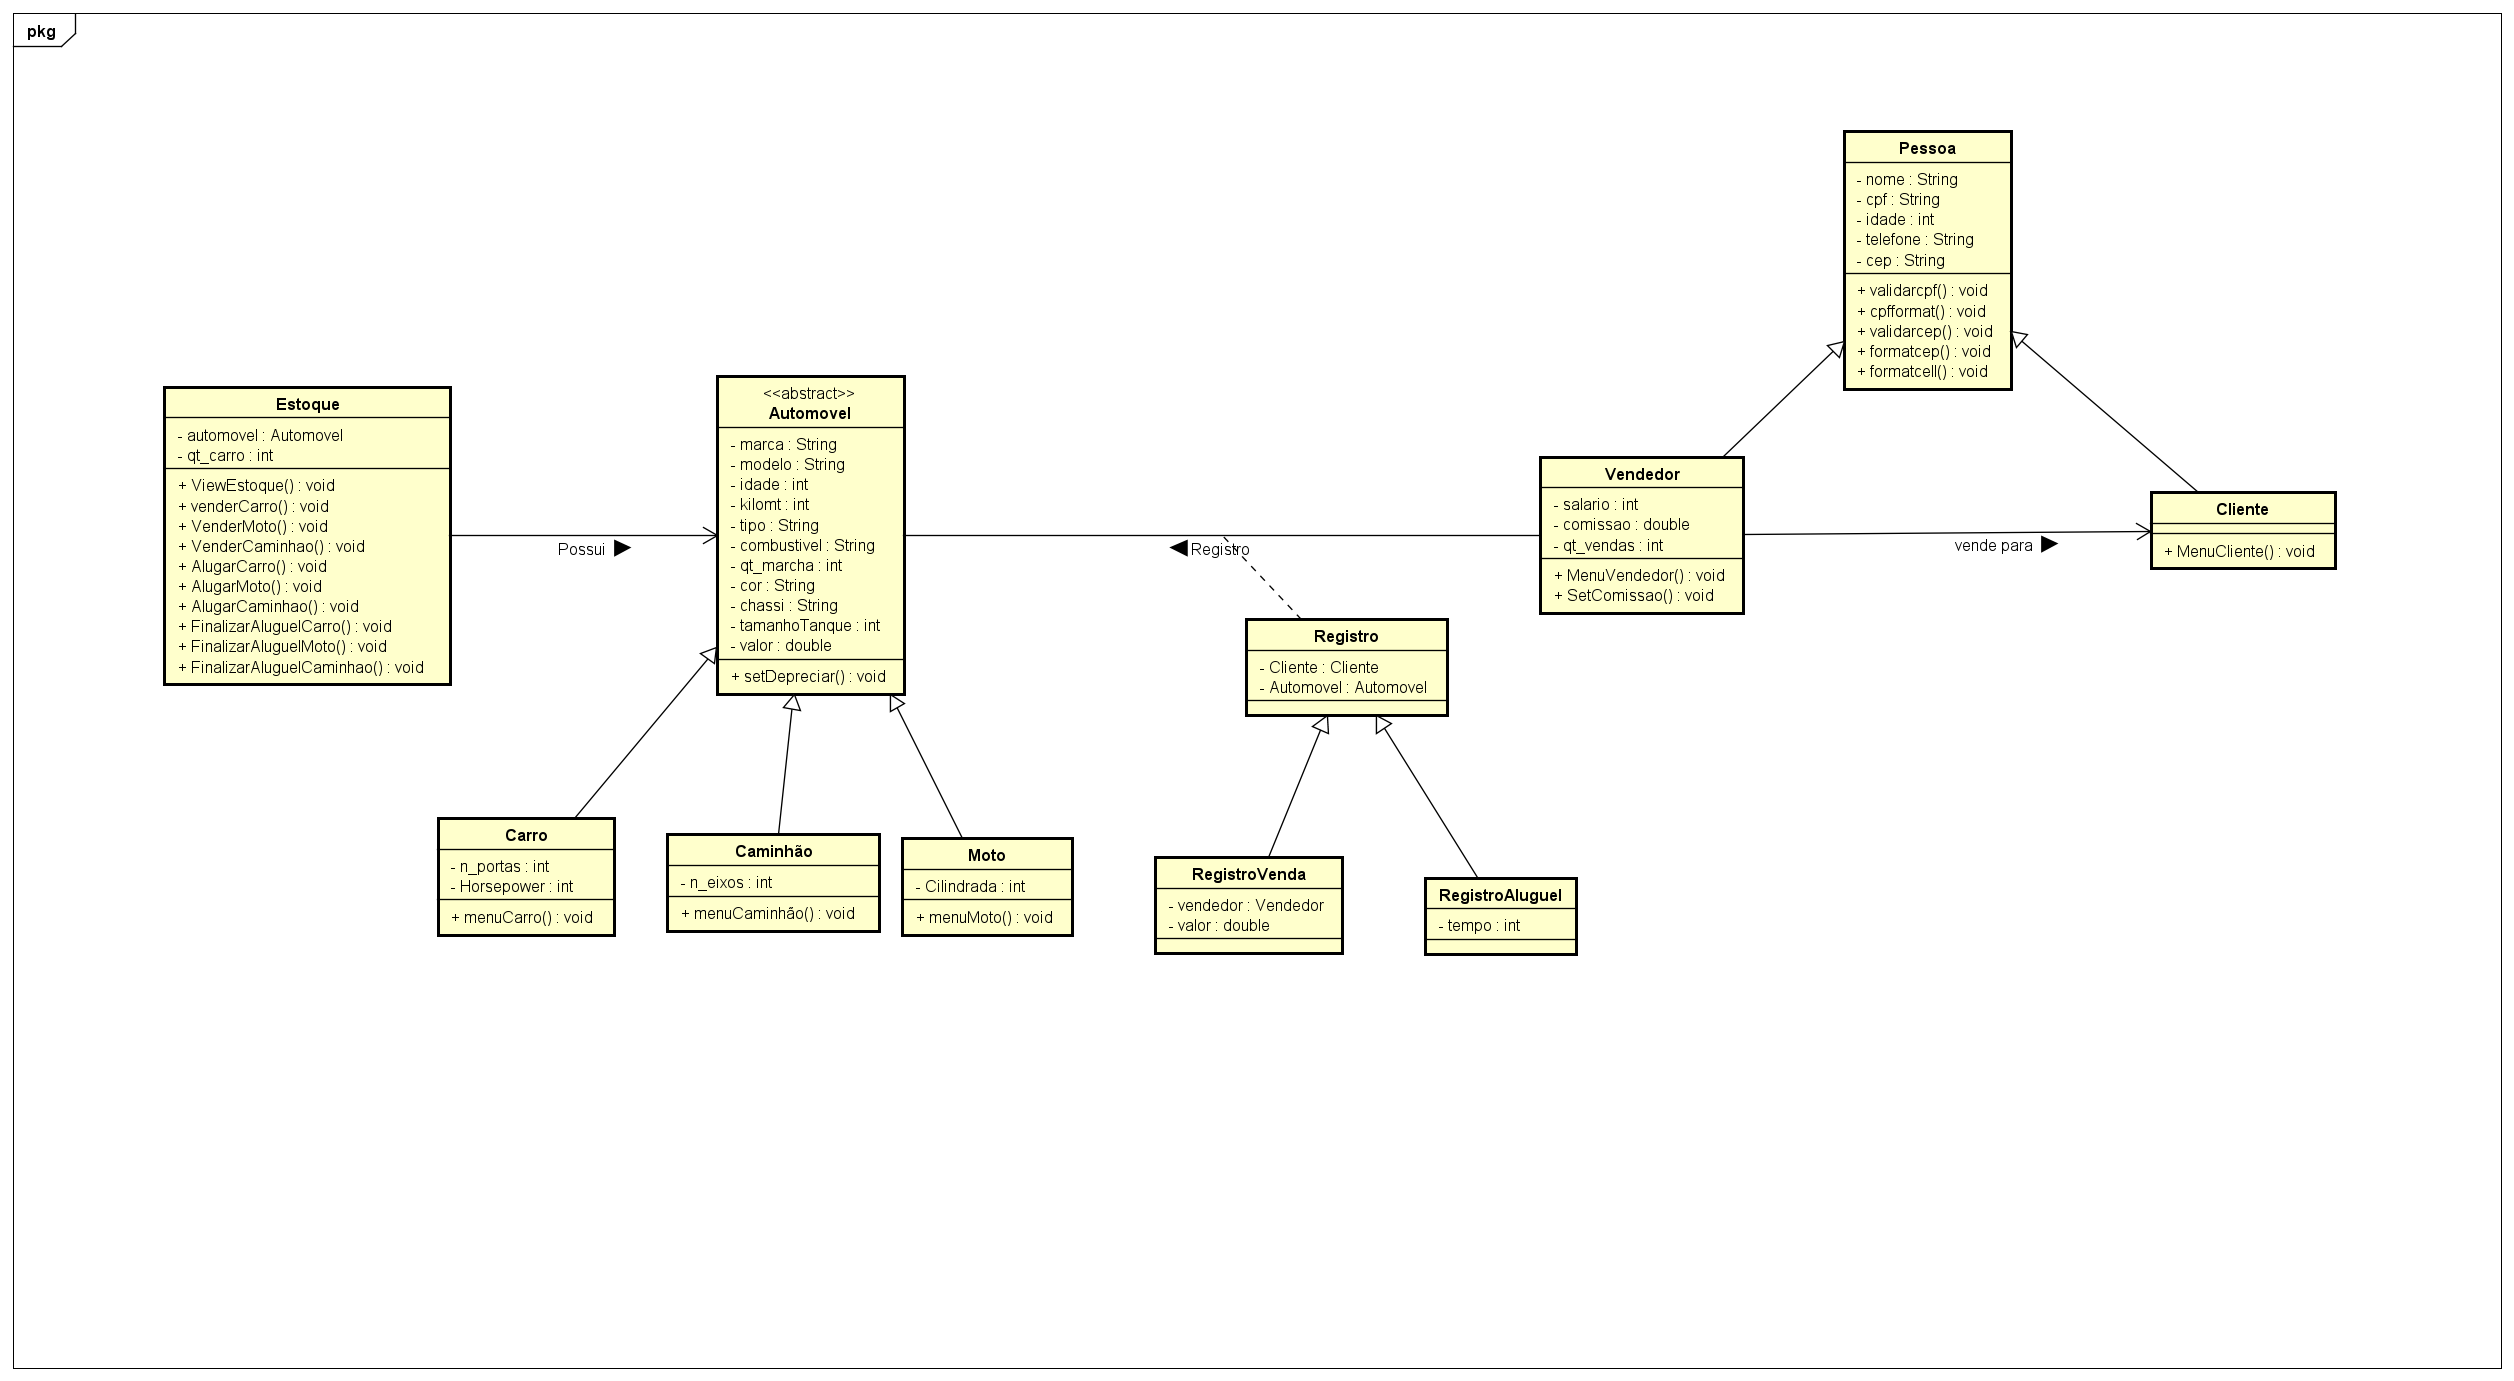 pkg
Pessoa
- nome : String
- cpf : String
- idade : int
- telefone : String
- cep : String
+ validarcpf() : void
+ cpfformat() : void
+ validarcep() : void
+ formatcep() : void
+ formatcell() : void
Estoque
- automovel : Automovel
- qt_carro : int
+ ViewEstoque() : void
+ venderCarro() : void
+ VenderMoto() : void
+ VenderCaminhao() : void
+ AlugarCarro() : void
+ AlugarMoto() : void
+ AlugarCaminhao() : void
+ FinalizarAluguelCarro() : void
+ FinalizarAluguelMoto() : void
+ FinalizarAluguelCaminhao() : void
Possui
<<abstract>>
Automovel
- marca : String
- modelo : String
- idade : int
- kilomt : int
- tipo : String
- combustivel : String
- qt_marcha : int
- cor : String
- chassi : String
- tamanhoTanque : int
- valor : double
+ setDepreciar() : void
Registro
Vendedor
- salario : int
- comissao : double
- qt_vendas : int
+ MenuVendedor() : void
+ SetComissao() : void
vende para
Cliente
+ MenuCliente() : void
Registro
- Cliente : Cliente
- Automovel : Automovel
Carro
- n_portas : int
- Horsepower : int
+ menuCarro() : void
Caminhão
- n_eixos : int
+ menuCaminhão() : void
Moto
- Cilindrada : int
+ menuMoto() : void
RegistroVenda
- vendedor : Vendedor
- valor : double
RegistroAluguel
- tempo : int